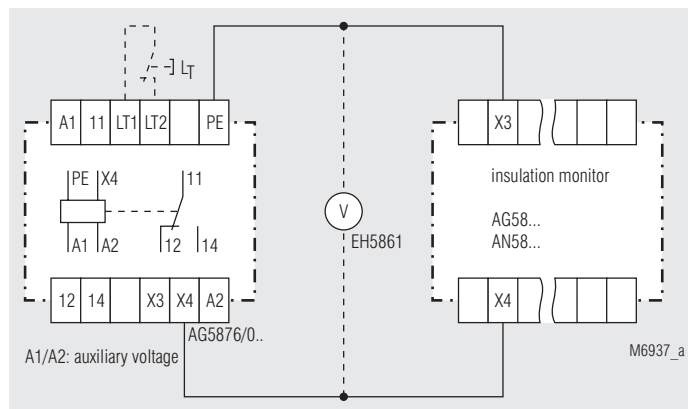 LT
A1 11 LT1 LT2 PE
X3
PE X4 11
insulation monitor
V
AG58...
EH5861
AN58...
A1 A2 12 14
12 14 X3 X4 A2
X4
AG5876/0..
A1/A2: auxiliary voltage
M6937_a